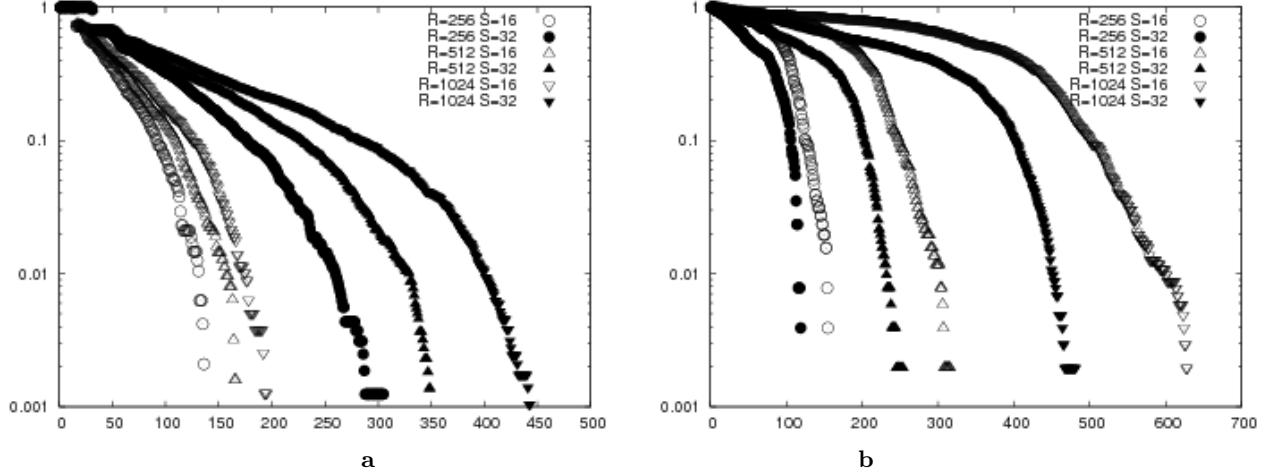 1
0.1
0.01
0.001
0 50 100 150 200 250 300 350 400 450 500
R=256 S=16
R=256 S=32
R=512 S=16
R=512 S=32
R=1024 S=16
R=1024 S=32
a
1
0.1
0.01
0.001
0 100 200 300 400 500 600 700
R=256 S=16
R=256 S=32
R=512 S=16
R=512 S=32
R=1024 S=16
R=1024 S=32
b